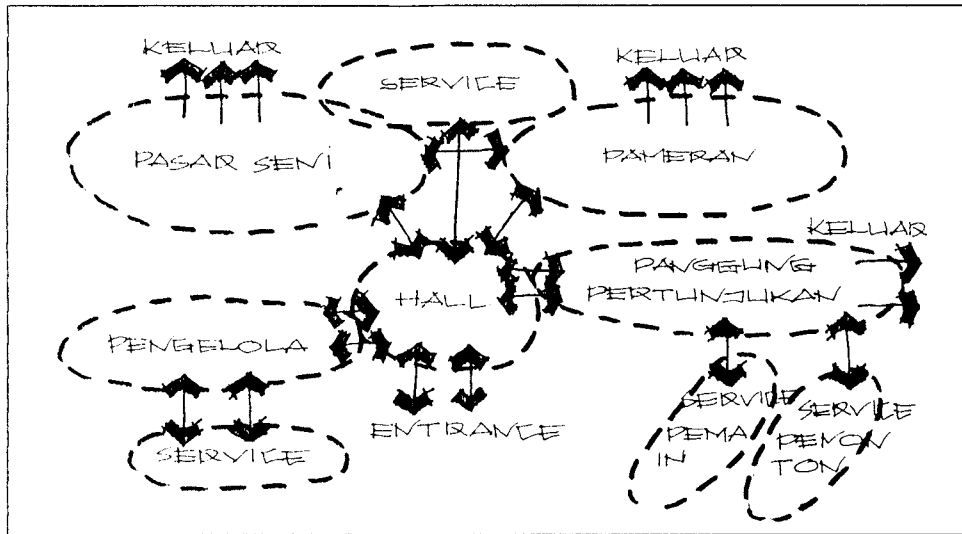 KELUAR
SERVICE
KELUAR
PASAR SENI
PAMERAN
KELUAR
HALL
PANGGUNG
PERTUNJUKAN
PENGELOLA
ENTRANCE
SERVICE
SERVICE
PEMA
IN
SERVICE
PENON
TON